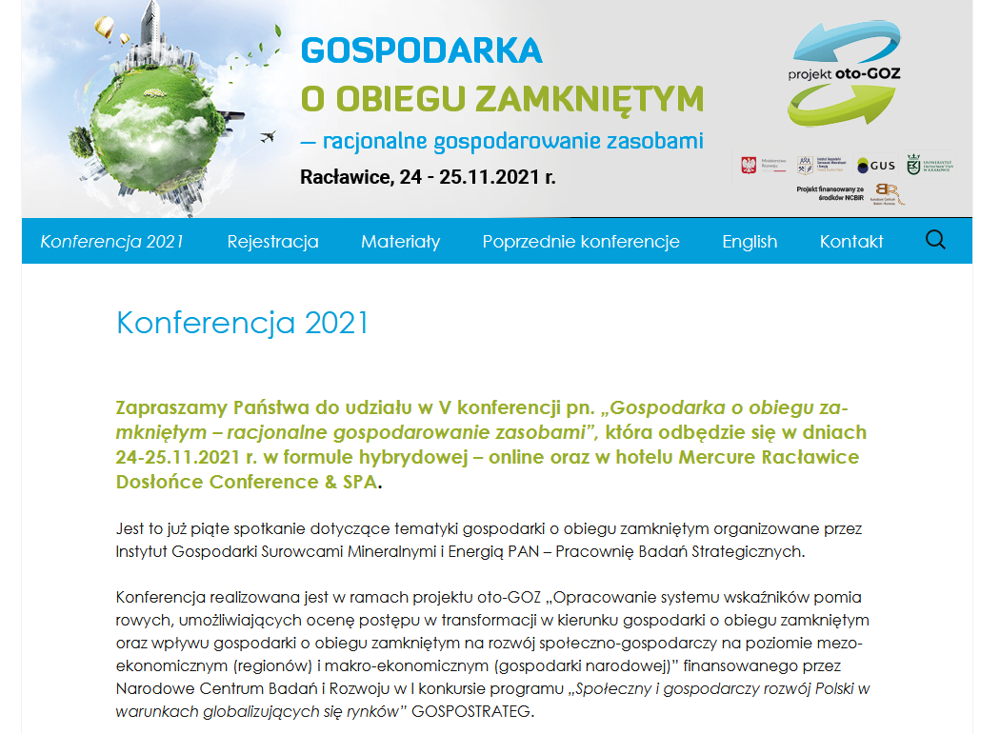 GOSPODARKA
O OBIEGU ZAMKNIĘTYM
– racjonalne gospodarowanie zasobami
Racławice, 24 - 25.11.2021 r.
projekt oto-GOZ
Ministerstwo
Rozwoju
GUS
UNIWERSYTET
EKONOMICZNY
W KRAKOWIE
Projekt finansowany ze
środków NCBiR
Konferencja 2021 Rejestracja Materiały Poprzednie konferencje English Kontakt
Konferencja 2021
Zapraszamy Państwa do udziału w V konferencji pn. „Gospodarka o obiegu za-
mkniętym – racjonalne gospodarowanie zasobami”, która odbędzie się w dniach
24-25.11.2021 r. w formule hybrydowej – online oraz w hotelu Mercure Racławice
Dosłońce Conference & SPA.
Jest to już piąte spotkanie dotyczące tematyki gospodarki o obiegu zamkniętym organizowane przez
Instytut Gospodarki Surowcami Mineralnymi i Energią PAN – Pracownię Badań Strategicznych.
Konferencja realizowana jest w ramach projektu oto-GOZ „Opracowanie systemu wskaźników pomia
rowych, umożliwiających ocenę postępu w transformacji w kierunku gospodarki o obiegu zamkniętym
oraz wpływu gospodarki o obiegu zamkniętym na rozwój społeczno-gospodarczy na poziomie mezo-
ekonomicznym (regionów) i makro-ekonomicznym (gospodarki narodowej)” finansowanego przez
Narodowe Centrum Badań i Rozwoju w I konkursie programu „Społeczny i gospodarczy rozwój Polski w
warunkach globalizujących się rynków” GOSPOSTRATEG.